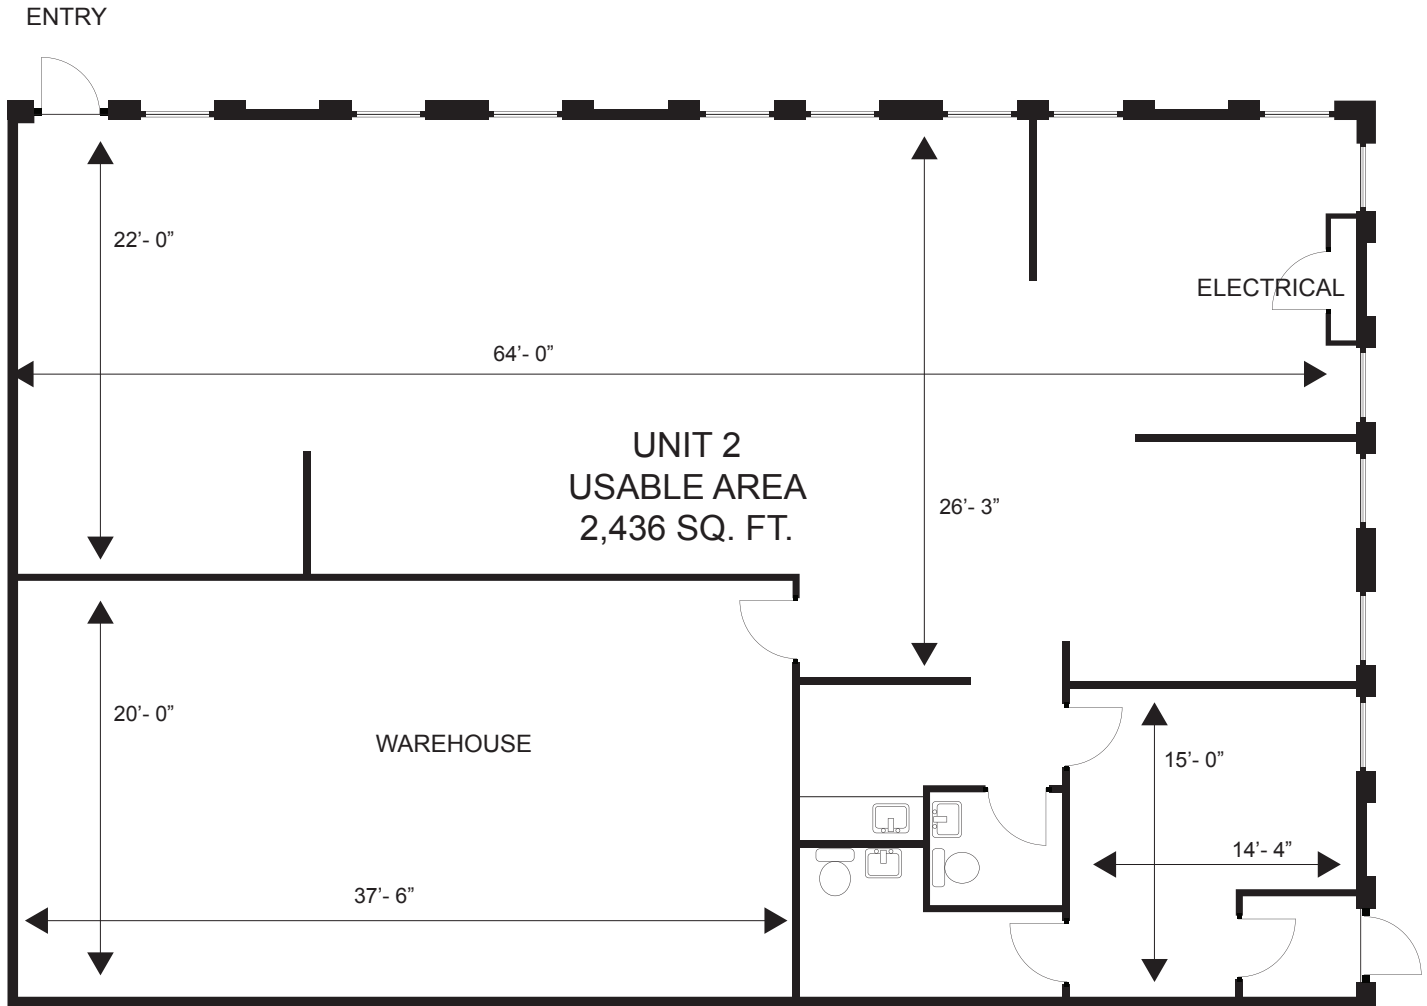 ENTRY
22’- 0”
ELECTRICAL
64’- 0”
UNIT 2
USABLE AREA
2,436 SQ. FT.
26’- 3”
20’- 0”
WAREHOUSE
15’- 0”
14’- 4”
37’- 6”